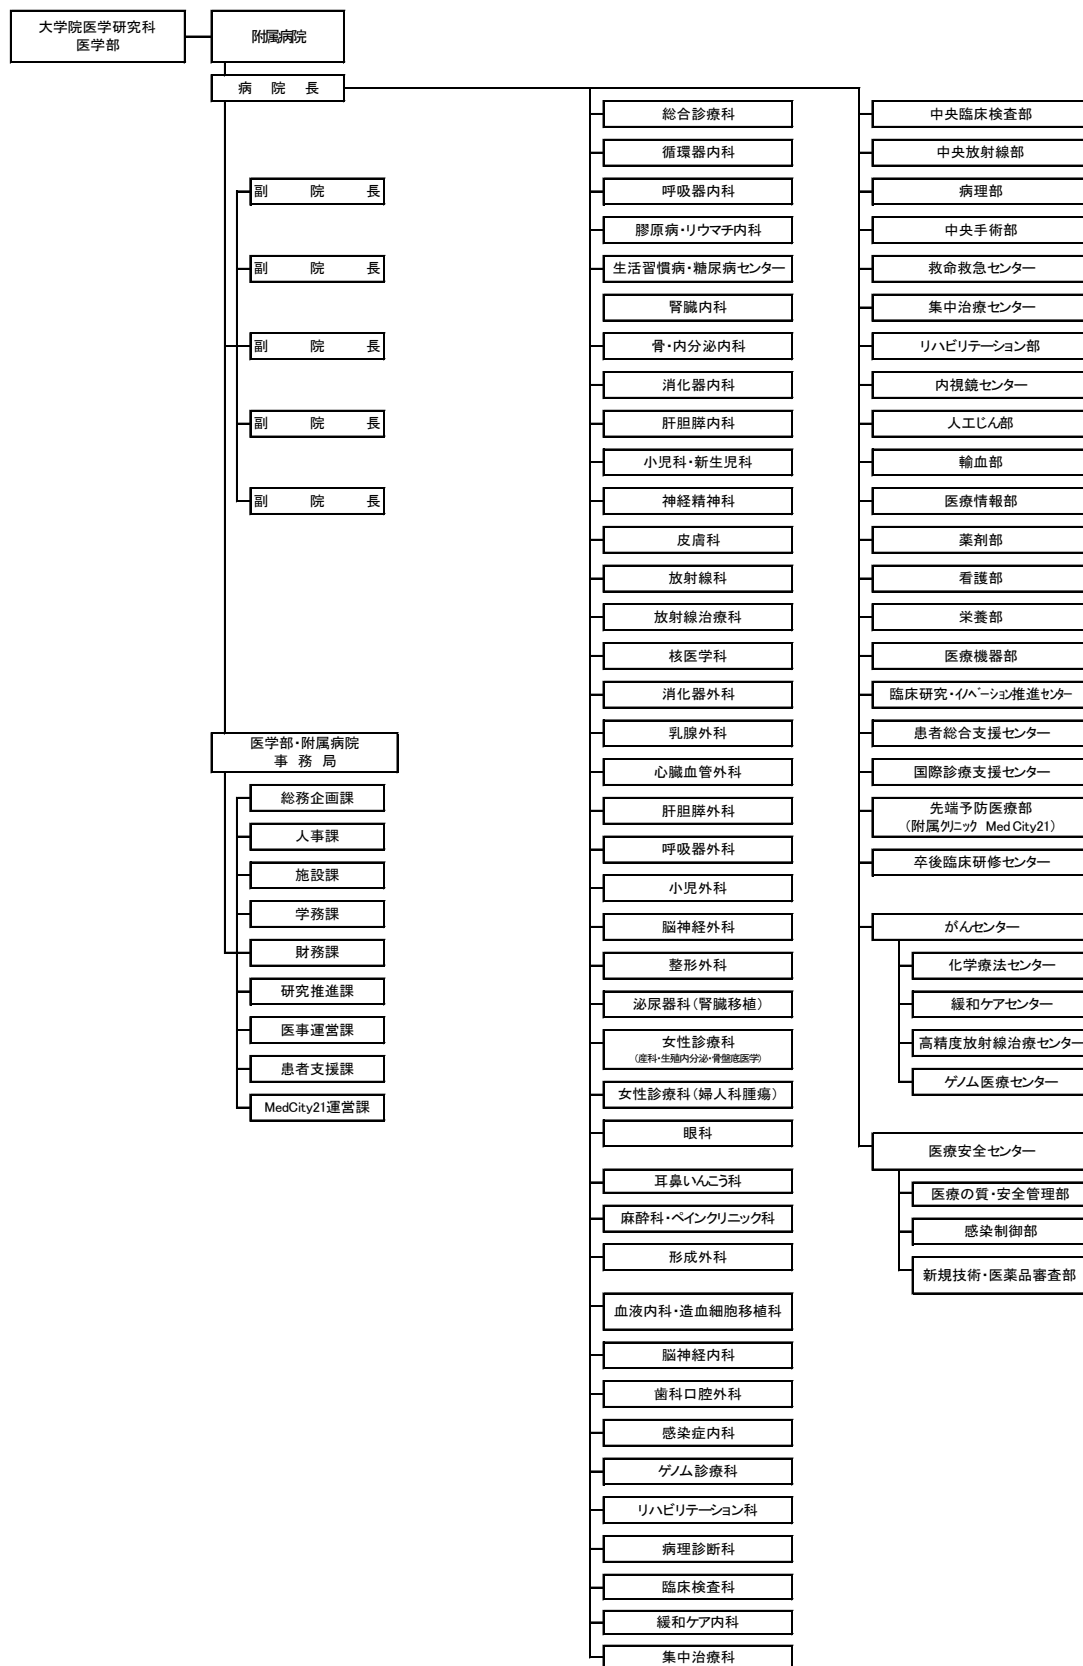 大学院医学研究科
医学部
附属病院
病 院 長
副 院 長
副 院 長
副 院 長
副 院 長
副 院 長
医学部・附属病院
事 務 局
総務企画課
人事課
施設課
学務課
財務課
研究推進課
医事運営課
患者支援課
MedCity21運営課
総合診療科
循環器内科
呼吸器内科
膠原病・リウマチ内科
生活習慣病・糖尿病センター
腎臓内科
骨・内分泌内科
消化器内科
肝胆膵内科
小児科・新生児科
神経精神科
皮膚科
放射線科
放射線治療科
核医学科
消化器外科
乳腺外科
心臓血管外科
肝胆膵外科
呼吸器外科
小児外科
脳神経外科
整形外科
泌尿器科(腎臓移植)
女性診療科
(産科・生殖内分泌・骨盤底医学)
女性診療科(婦人科腫瘍)
眼科
耳鼻いんこう科
麻酔科・ペインクリニック科
形成外科
血液内科・造血細胞移植科
脳神経内科
歯科口腔外科
感染症内科
ゲノム診療科
リハビリテーション科
病理診断科
臨床検査科
緩和ケア内科
集中治療科
中央臨床検査部
中央放射線部
病理部
中央手術部
救命救急センター
集中治療センター
リハビリテーション部
内視鏡センター
人工じん部
輸血部
医療情報部
薬剤部
看護部
栄養部
医療機器部
臨床研究・イノベーション推進センター
患者総合支援センター
国際診療支援センター
先端予防医療部
(附属クリニック MedCity21)
卒後臨床研修センター
がんセンター
化学療法センター
緩和ケアセンター
高精度放射線治療センター
ゲノム医療センター
医療安全センター
医療の質・安全管理部
感染制御部
新規技術・医薬品審査部